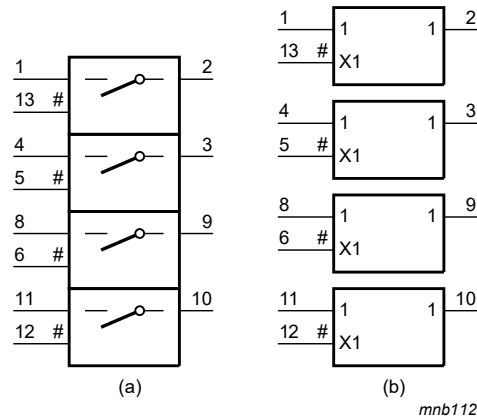 1 2
13 #
4 3
5 #
8 9
6 #
11 10
12 #
(a)
1 1 1 2
13 # X1
4 1 1 3
5 # X1
8 1 1 9
6 # X1
11 1 1 10
12 # X1
(b)
mnb112